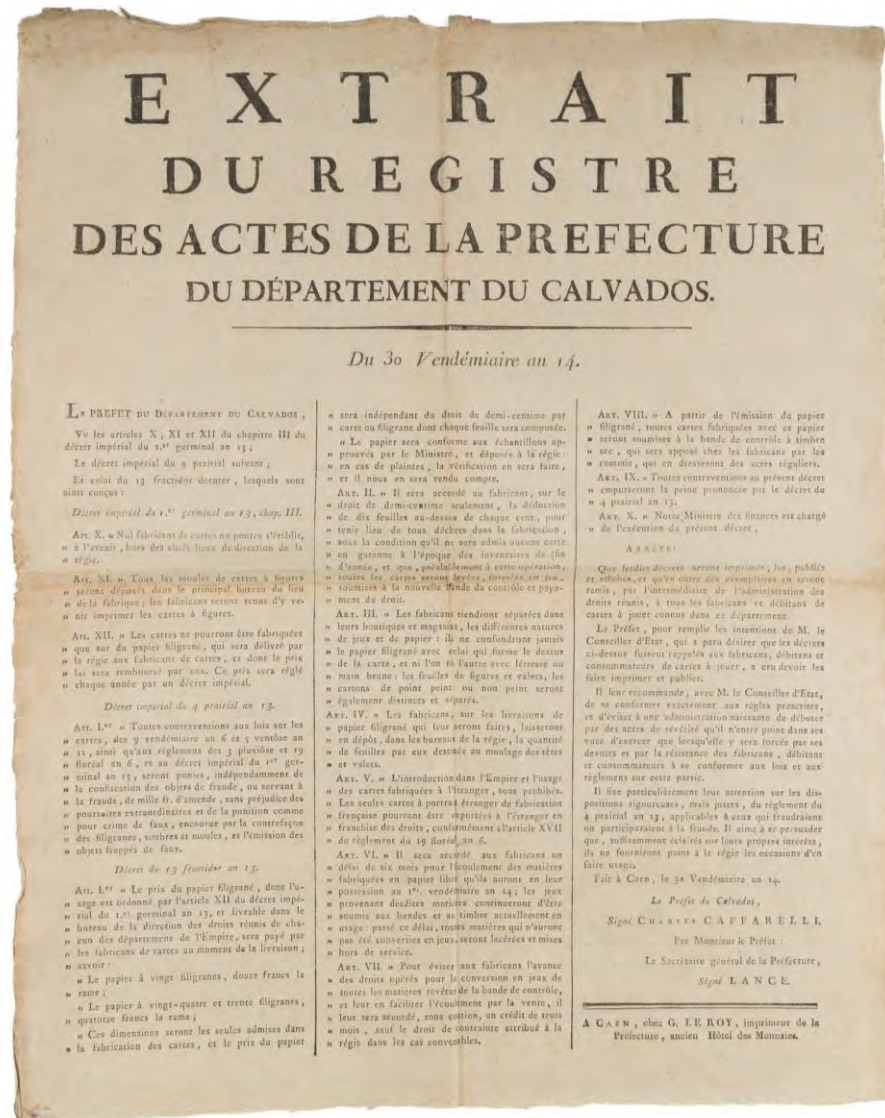 EXTRAIT
DU REGISTRE
DES ACTES DE LA PREFECTURE
DU DÉPARTEMENT DU CALVADOS.
Du 30 Vendémiaire an 14.
LE PREFET DU DÉPARTEMENT DU CALVADOS,
Vu les articles X, XI et XII du chapitre III du
décret impérial du 1.er germinal an 13;
Le décret impérial du 4 prairial suivant;
Et celui du 13 fructidor dernier, lesquels sont
ainsi conçus:
Décret impérial du 1.er germinal an 13, chap. III.
Art. X. » Nul fabricant de cartes ne pourra s'établir,
» à l'avenir, hors des chefs lieux de direction de la
» régie.
Art. XI. » Tous les moules de cartes à figures
» seront déposés dans le principal bureau du lieu
» de la fabrique; les fabricans seront tenus d'y ve-
» nir imprimer les cartes à figures.
Art. XII. » Les cartes ne pourront être fabriquées
» que sur du papier filigrané, qui sera délivré par
» la régie aux fabricans de cartes, et dont le prix
» lui sera remboursé par eux. Ce prix sera réglé
» chaque année par un décret impérial.
Décret impérial du 4 prairial an 13.
Art. I.er » Toutes contraventions aux lois sur les
» cartes, des 9 vendémiaire an 6 et 5 ventôse an
» 12, ainsi qu'aux règlemens des 3 pluviôse et 19
» floréal an 6, et au décret impérial du 1er ger-
» minal an 13, seront punies, indépendamment de
» la confiscation des objets de fraude, ou servant à
» la fraude, de mille fr. d'amende, sans préjudice des
» poursuites extraordinaires et de la punition comme
» pour crime de faux, encourue par la contrefaçon
» des filigranes, timbres et moules, et l'émission des
» objets frappés de faux.
Décret du 13 fructidor an 13.
Art. I.er » Le prix du papier filigrané, dont l'u-
» sage est ordonné par l'article XII du décret impé-
» rial du 1.er germinal an 13, et livrable dans le
» bureau de la direction des droits réunis de cha-
» cun des départemens de l'Empire, sera payé par
» les fabricans de cartes au moment de la livraison;
» savoir:
» Le papier à vingt filigranes, douze francs la
» rame;
» Le papier à vingt-quatre et trente filigranes,
» quatorze francs la rame;
» Ces dimensions seront les seules admises dans
» la fabrication des cartes, et le prix du papier
» sera indépendant du droit de demi-centime par
» carte ou filigrane dont chaque feuille sera composée.
» Le papier sera conforme aux échantillons ap-
» prouvés par le Ministre, et déposés à la régie:
» en cas de plaintes, la vérification en sera faite,
» et il nous en sera rendu compte.
ART. II. » Il sera accordé au fabricant, sur le
» droit de demi-centime seulement, la déduction
» de dix feuilles au-dessus de chaque cent, pour
» tenir lieu de tous déchets dans la fabrication,
» sous la condition qu'il ne sera admis aucune carte
» en garenne à l'époque des inventaires de fin
» d'année, et que, préalablement à cette opération,
» toutes les cartes seront levées, formées en jeu,
» soumises à la nouvelle bande du contrôle et paye-
» ment du droit.
ART. III. » Les fabricans tiendront séparées dans
» leurs boutiques et magasins, les différentes natures
» de jeux et de papier: ils ne confondront jamais
» le papier filigrané avec celui qui forme le dessus
» de la carte, et ni l'un ni l'autre avec l'étresse ou
» main brune: les feuilles de figures et valets, les
» cartons de point peint ou non peint seront
» également distincts et séparés.
ART. IV. » Les fabricans, sur les livraisons de
» papier filigrané qui leur seront faites, laisseront
» en dépôt, dans les bureaux de la régie, la quantité
» de feuilles par eux destinée au moulage des têtes
» et valets.
ART. V. » L'introduction dans l'Empire et l'usage
» des cartes fabriquées à l'étranger, sont prohibés.
» Les seules cartes à portrait étranger de fabrication
» française pourront être exportées à l'étranger en
» franchise des droits, conformément à l'article XVII
» du règlement du 19 floréal an 6.
ART. VI. » Il sera accordé aux fabricans un
» délai de six mois pour l'écoulement des matières
» fabriquées en papier libre qu'ils auront en leur
» possession au 1er. vendémiaire an 14; les jeux
» provenant desdites matières continueront d'être
» soumis aux bandes et au timbre actuellement en
» usage: passé ce délai, toutes matières qui n'auront
» pas été converties en jeux, seront lacérées et mises
» hors de service.
ART. VII. » Pour éviter aux fabricans l'avance
» des droits opérés pour la conversion en jeux de
» toutes les matières revêtus de la bande de contrôle,
» et leur en faciliter l'écoulement par la vente, il
» leur sera accordé, sous caution, un crédit de trois
» mois, sauf le droit de contrainte attribué à la
» régie dans les cas convenables.
ART. VIII. » A partir de l'émission du papier
» filigrané, toutes cartes fabriquées avec ce papier
» seront soumises à la bande de contrôle à timbre
» sec, qui sera apposé chez les fabricans par les
» commis, qui en dresseront des actes réguliers.
ART. IX. » Toutes contraventions au présent décret
» emporteront la peine prononcée par le décret du
» 4 prairial an 13.
ART. X. » Notre Ministre des finances est chargé
» de l'exécution du présent décret.
ARRÊTE:
Que lesdits décrets seront imprimés, lus, publiés
et affichés, et qu'en outre des exemplaires en seront
remis, par l'intermédiaire de l'administration des
droits réunis, à tous les fabricans et débitans de
cartes à jouer connus dans ce département.
Le Préfet, pour remplir les intentions de M. le
Conseiller d'Etat, qui a paru désirer que les décrets
ci-dessus fussent rappelés aux fabricans, débitans et
consommateurs de cartes à jouer, a cru devoir les
faire imprimer et publier.
Il leur recommande, avec M. le Conseiller d'Etat,
de se conformer exactement aux règles prescrites,
et d'éviter à une administration naissante de débuter
par des actes de sévérité qu'il n'entre point dans ses
vues d'exercer que lorsqu'elle y sera forcée par ses
devoirs et par la résistance des fabricans, débitans
et consommateurs à se conformer aux lois et aux
règlemens sur cette partie.
Il fixe particulièrement leur attention sur les dis-
positions rigoureuses, mais justes, du règlement du
4 prairial an 13, applicables à ceux qui fraudraient
ou participeraient à la fraude. Il aime à se persuader
que, suffisamment éclairés sur leurs propres intérêts,
ils ne fourniront point à la régie les occasions d'en
faire usage.
Fait à Caen, le 30 Vendémiaire an 14.
Le Préfet du Calvados,
Signé CHARLES CAFFARELLI.
Par Monsieur le Préfet:
Le Secrétaire général de la Préfecture,
Signé LANCE.
A CAEN, chez G. LE ROY, imprimeur de la
Préfecture, ancien Hôtel des Monnaies.